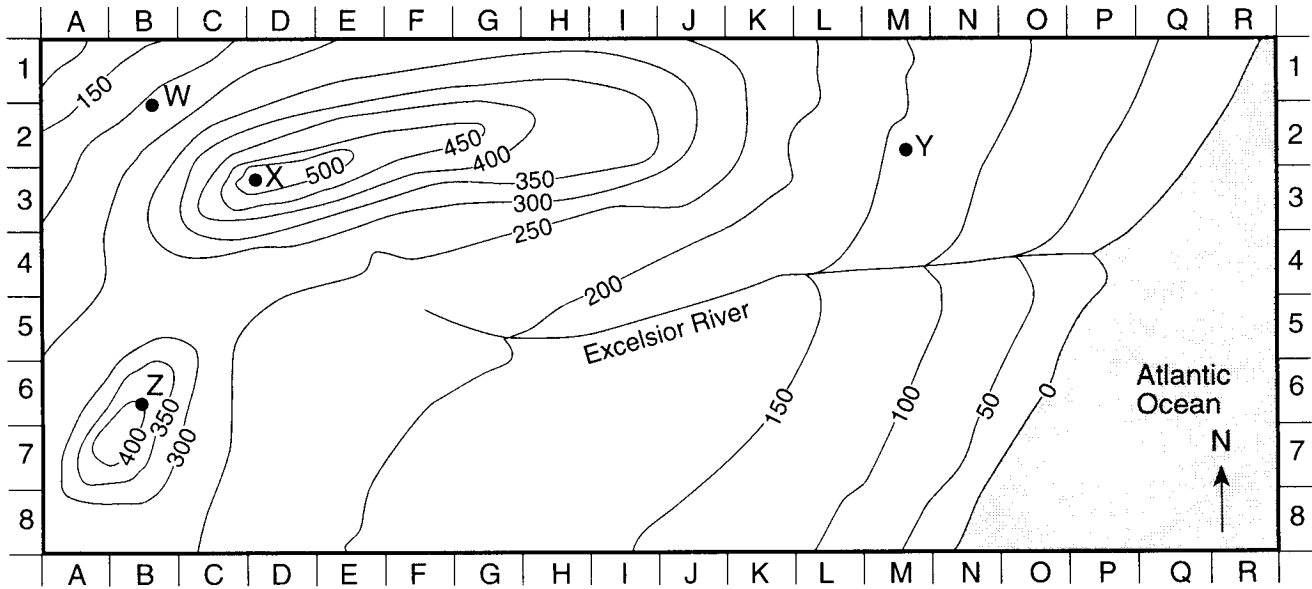 A B C D E F G H I J K L M N O P Q R
1 1
150
W
2 2
450
Y
400
X
500
3 350 3
300
250
4 4
200
5 Excelsior River 5
6 Z Atlantic 6
Ocean
0
50
100
150
350
400
300
N
7 7
8 8
A B C D E F G H I J K L M N O P Q R